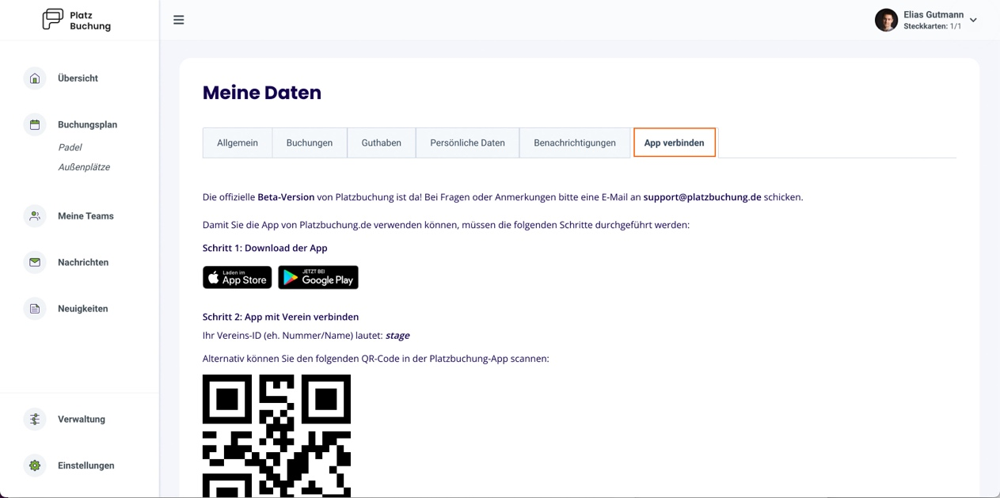 Platz
Buchung
Elias Gutmann
Steckkarten: 1/1
Übersicht
Buchungsplan
Padel
Außenplätze
Meine Teams
Nachrichten
Neuigkeiten
Verwaltung
Einstellungen
Meine Daten
Allgemein
Buchungen
Guthaben
Persönliche Daten
Benachrichtigungen
App verbinden
Die offizielle Beta-Version von Platzbuchung ist da! Bei Fragen oder Anmerkungen bitte eine E-Mail an support@platzbuchung.de schicken.
Damit Sie die App von Platzbuchung.de verwenden können, müssen die folgenden Schritte durchgeführt werden:
Schritt 1: Download der App
Laden im
App Store
JETZT BEI
Google Play
Schritt 2: App mit Verein verbinden
Ihr Vereins-ID (eh. Nummer/Name) lautet: stage
Alternativ können Sie den folgenden QR-Code in der Platzbuchung-App scannen: